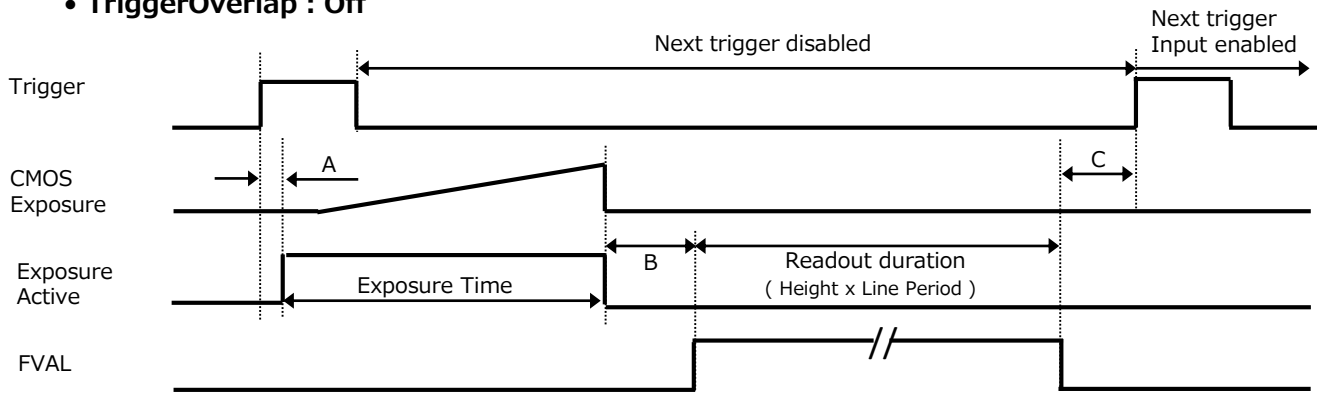 • TriggerOverlap : Off
Next trigger
Input enabled
Next trigger disabled
Trigger
A
C
CMOS
Exposure
B
Readout duration
( Height x Line Period )
Exposure
Active
Exposure Time
FVAL